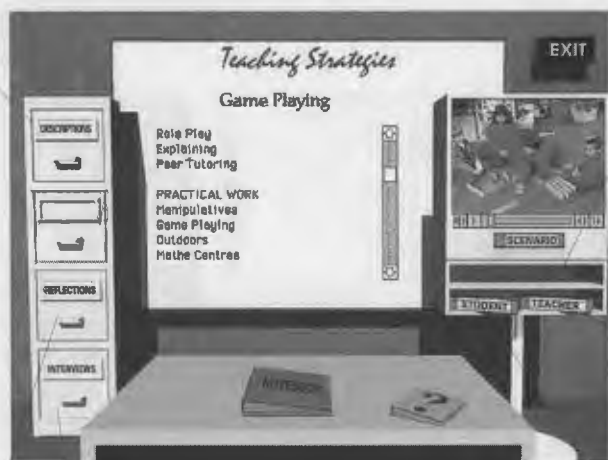 Teaching Strategies
EXIT
Game Playing
DESCRIPTIONS
Role Play
Explaining
Peer Tutoring
PRACTICAL WORK
Manipulatives
Game Playing
Outdoors
Maths Centres
SCENARIO
REFLECTIONS
STUDENT
TEACHER
INTERVIEWS
NOTEBOOK
?